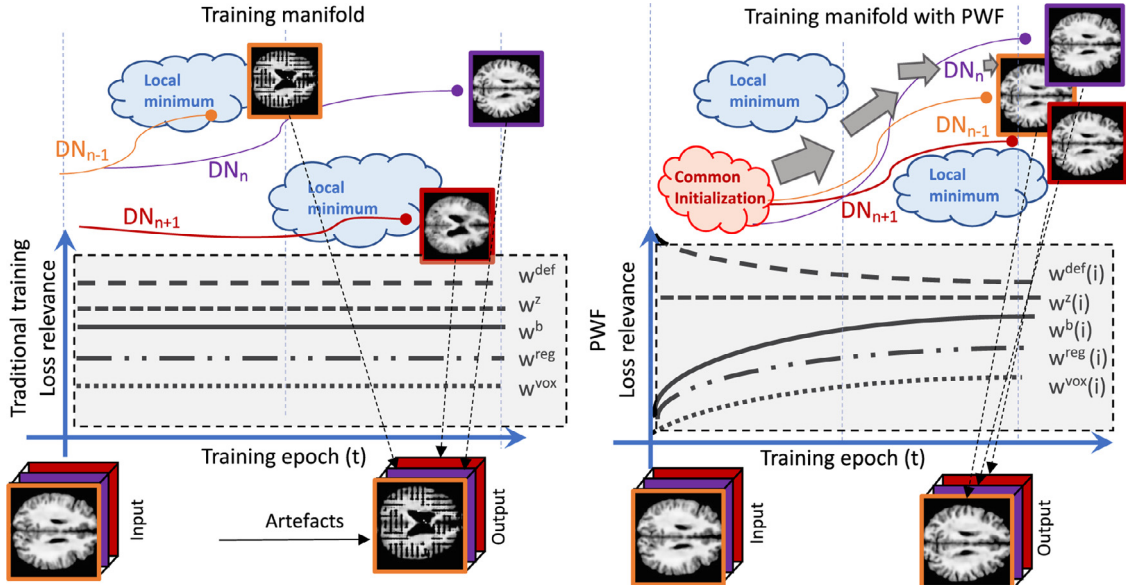 Training manifold
Local
minimum
DNn-1
DNn
Local
minimum
DNn+1
Traditional training
Loss relevance
wdef
wz
wb
wreg
wvox
Training epoch (t)
Input
Artefacts
Output
Training manifold with PWF
Local
minimum
DNn
DNn-1
Common
Initialization
DNn+1
Local
minimum
PWF
Loss relevance
wdef(i)
wz(i)
wb(i)
wreg(i)
wvox(i)
Training epoch (t)
Input
Output